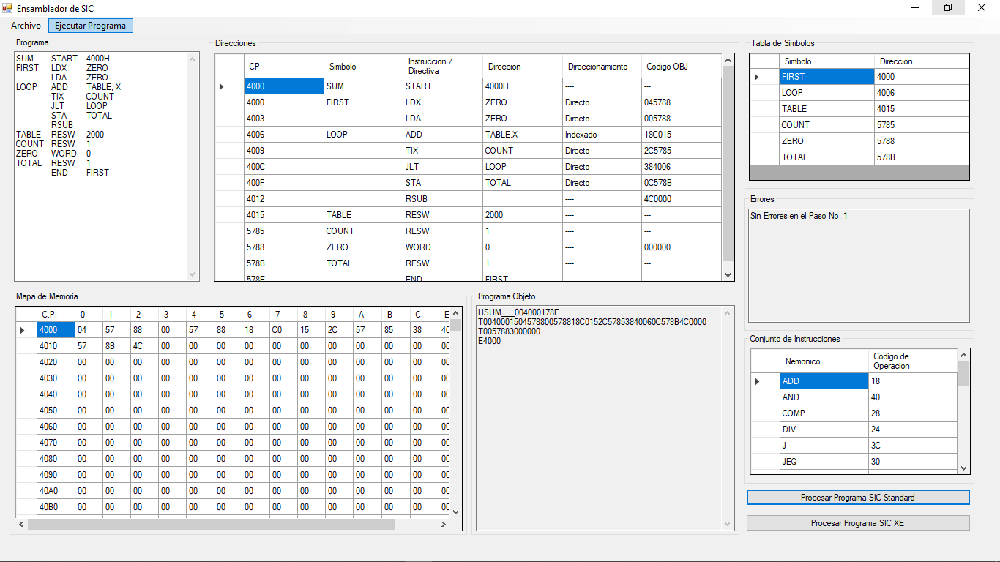 Ensamblador de SIC
Archivo Ejecutar Programa
Programa
SUM START 4000H
FIRST LDX ZERO
LDA ZERO
LOOP ADD TABLE, X
TIX COUNT
JLT LOOP
STA TOTAL
RSUB
TABLE RESW 2000
COUNT RESW 1
ZERO WORD 0
TOTAL RESW 1
END FIRST
Direcciones
CP Simbolo Instruccion / Directiva Direccion Direccionamiento Codigo OBJ
4000 SUM START 4000H ---- ---
4000 FIRST LDX ZERO Directo 045788
4003 LDA ZERO Directo 005788
4006 LOOP ADD TABLE,X Indexado 18C015
4009 TIX COUNT Directo 2C5785
400C JLT LOOP Directo 384006
400F STA TOTAL Directo 0C578B
4012 RSUB ---- 4C0000
4015 TABLE RESW 2000 ---- ---
5785 COUNT RESW 1 ---- ---
5788 ZERO WORD 0 ---- 000000
578B TOTAL RESW 1 ---- ---
578E END FIRST ---- ---
Tabla de Simbolos
Simbolo Direccion
FIRST 4000
LOOP 4006
TABLE 4015
COUNT 5785
ZERO 5788
TOTAL 578B
Errores
Sin Errores en el Paso No. 1
Mapa de Memoria
C.P. 0 1 2 3 4 5 6 7 8 9 A B C E
4000 04 57 88 00 57 88 18 C0 15 2C 57 85 38 40
4010 57 8B 4C 00 00 00 00 00 00 00 00 00 00 00
4020 00 00 00 00 00 00 00 00 00 00 00 00 00 00
4030 00 00 00 00 00 00 00 00 00 00 00 00 00 00
4040 00 00 00 00 00 00 00 00 00 00 00 00 00 00
4050 00 00 00 00 00 00 00 00 00 00 00 00 00 00
4060 00 00 00 00 00 00 00 00 00 00 00 00 00 00
4070 00 00 00 00 00 00 00 00 00 00 00 00 00 00
4080 00 00 00 00 00 00 00 00 00 00 00 00 00 00
4090 00 00 00 00 00 00 00 00 00 00 00 00 00 00
40A0 00 00 00 00 00 00 00 00 00 00 00 00 00 00
40B0 00 00 00 00 00 00 00 00 00 00 00 00 00 00
Programa Objeto
HSUM___004000178E
T0040001504578800578818C0152C57853840060C578B4C0000
T0057883000000
E4000
Conjunto de Instrucciones
Nemonico Codigo de Operacion
ADD 18
AND 40
COMP 28
DIV 24
J 3C
JEQ 30
Procesar Programa SIC Standard
Procesar Programa SIC XE